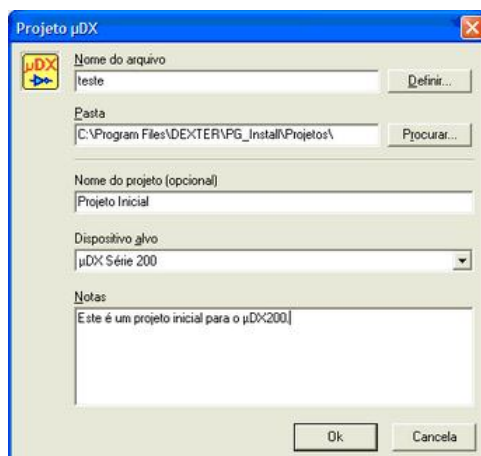 Projeto µDX
µDX
Nome do arquivo
teste
Definir...
Pasta
C:\Program Files\DEXTER\PG_Install\Projetos\
Procurar...
Nome do projeto (opcional)
Projeto Inicial
Dispositivo alvo
µDX Série 200
Notas
Este é um projeto inicial para o µDX200.
Ok
Cancela